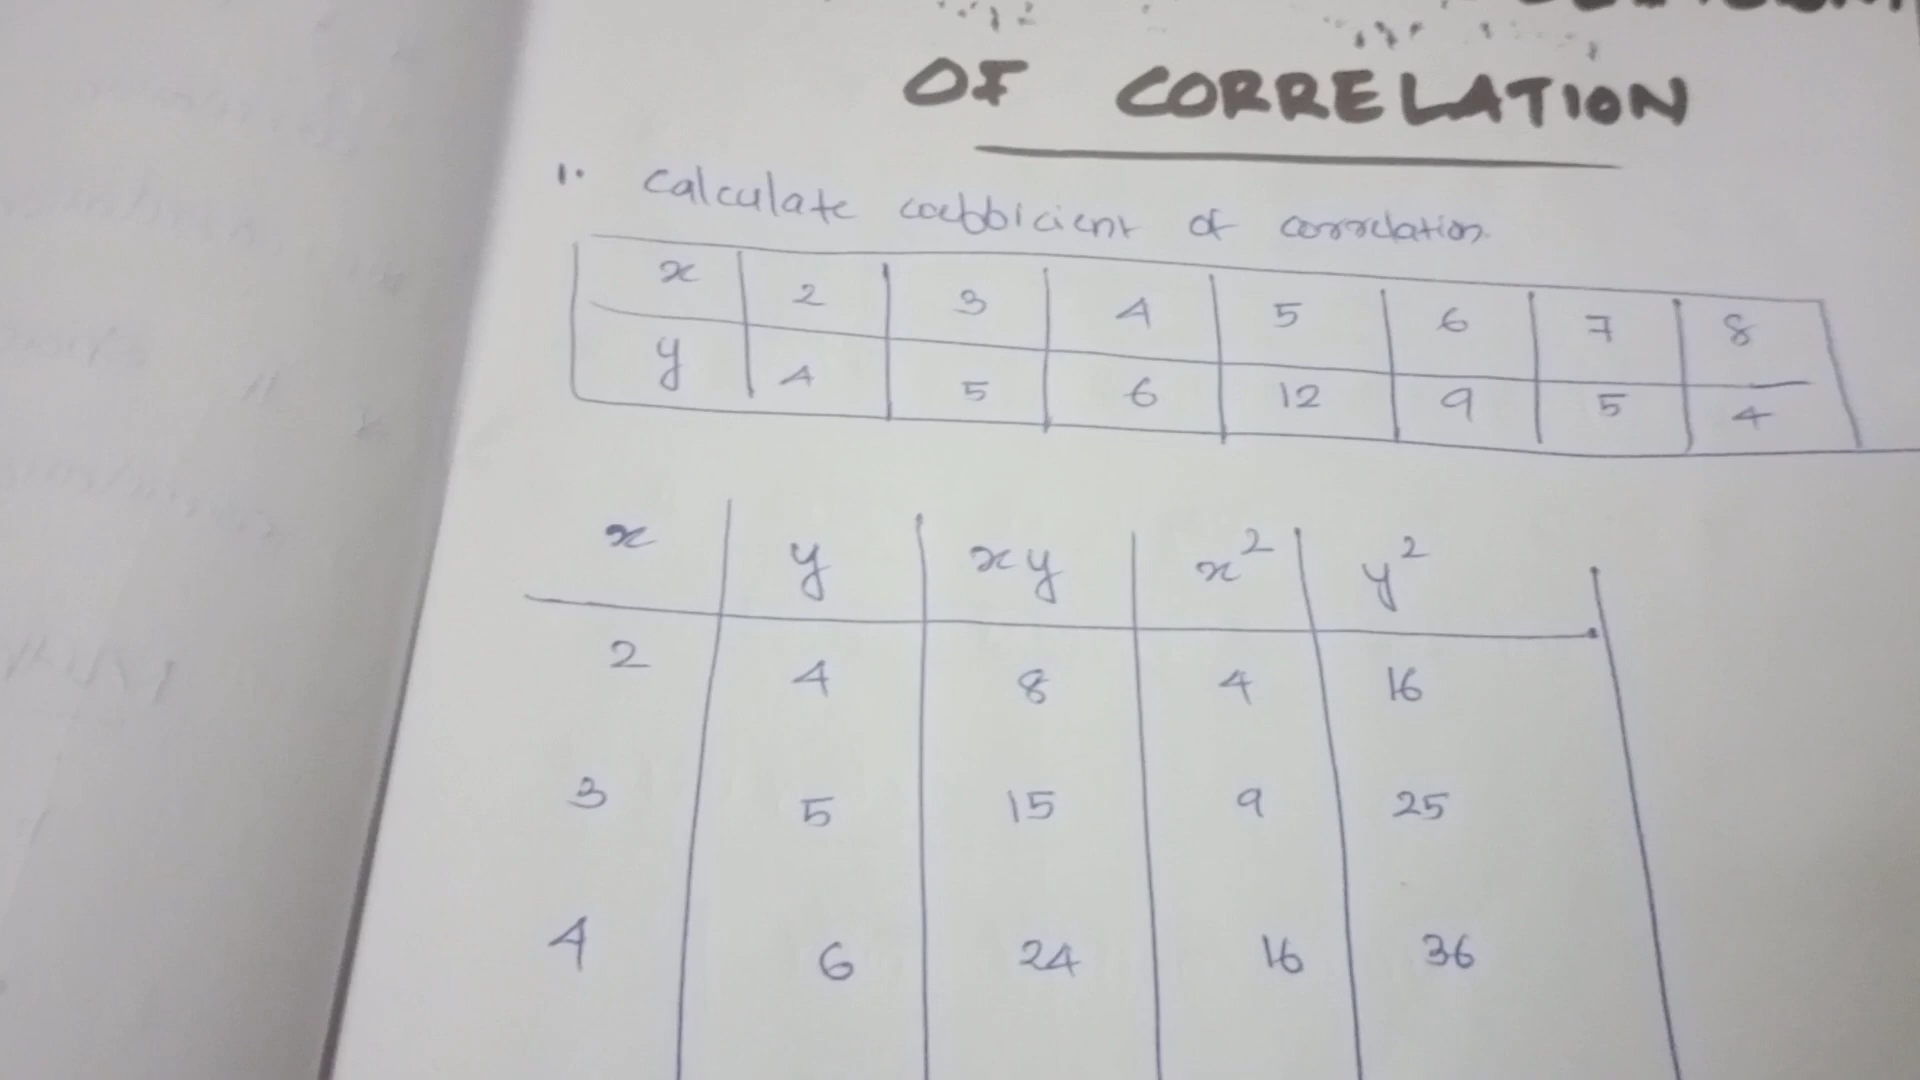 OF CORRELATION
1. Calculate coefficient of correlation
x 2 3 4 5 6 7 8
y 4 5 6 12 9 5 4
x y xy x² y²
2 4 8 4 16
3 5 15 9 25
4 6 24 16 36